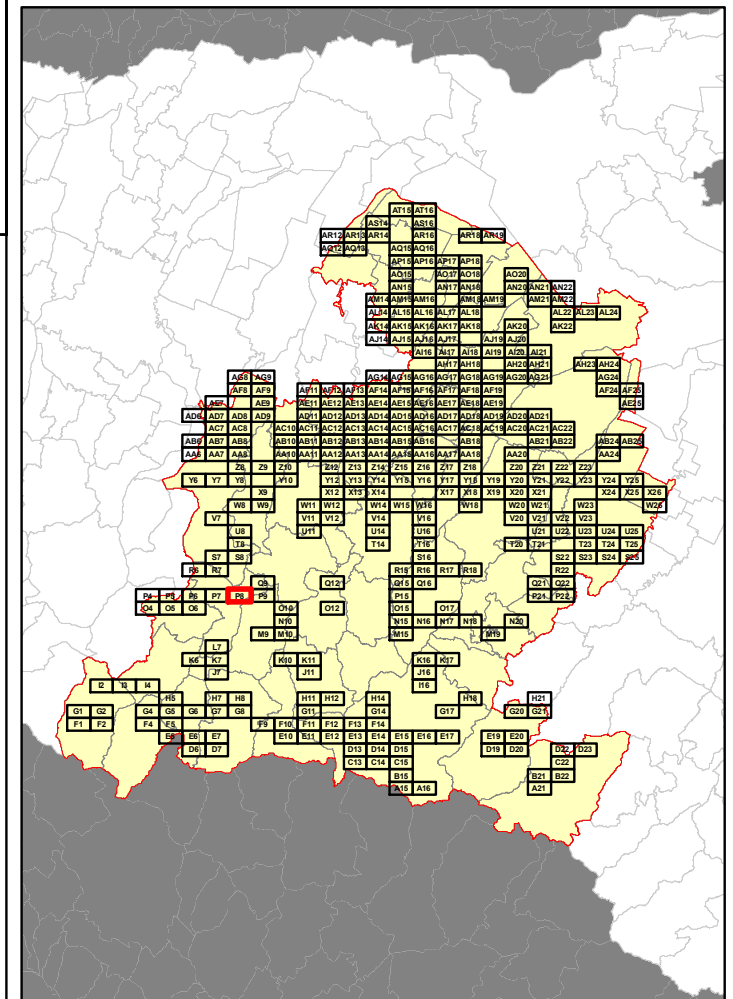 AT15 AT16
AS14 AS16
AR12 AR13 AR14 AR16 AR18 AR19
AQ12 AQ13 AQ15 AQ16
AP15 AP16 AP17 AP18
AO15 AO17 AO18 AO20
AN15 AN17 AN18 AN20 AN21 AN22
AM14 AM15 AM16 AM18 AM19 AM21 AM22
AL14 AL15 AL16 AL17 AL18 AL22 AL23 AL24
AK14 AK15 AK16 AK17 AK18 AK20 AK22
AJ14 AJ15 AJ16 AJ17 AJ19 AJ20
AI16 AI17 AI18 AI19 AI20 AI21
AH17 AH18 AH20 AH21 AH23 AH24
AG8 AG9 AG14 AG15 AG16 AG17 AG18 AG19 AG20 AG21 AG24
AF8 AF9 AF11 AF12 AF13 AF14 AF15 AF16 AF17 AF18 AF19 AF24 AF25
AE7 AE9 AE11 AE12 AE13 AE14 AE15 AE16 AE17 AE18 AE19 AE25
AD6 AD7 AD8 AD9 AD11 AD12 AD13 AD14 AD15 AD16 AD17 AD18 AD19 AD20 AD21
AC7 AC8 AC10 AC11 AC12 AC13 AC14 AC15 AC16 AC17 AC18 AC19 AC20 AC21 AC22
AB6 AB7 AB8 AB10 AB11 AB12 AB13 AB14 AB15 AB16 AB18 AB21 AB22 AB24 AB25
AA6 AA7 AA8 AA10 AA11 AA12 AA13 AA14 AA15 AA16 AA17 AA18 AA20 AA24
Z8 Z9 Z10 Z12 Z13 Z14 Z15 Z16 Z17 Z18 Z20 Z21 Z22 Z23
Y6 Y7 Y8 Y10 Y12 Y13 Y14 Y15 Y16 Y17 Y18 Y19 Y20 Y21 Y22 Y23 Y24 Y25
X9 X12 X13 X14 X17 X18 X19 X20 X21 X24 X25 X26
W8 W9 W11 W12 W14 W15 W16 W18 W20 W21 W23 W26
V7 V11 V12 V14 V16 V20 V21 V22 V23
U8 U11 U14 U16 U21 U22 U23 U24 U25
T8 T14 T16 T20 T21 T23 T24 T25
S7 S8 S16 S22 S23 S24 S25
R6 R7 R15 R16 R17 R18 R22
Q9 Q12 Q15 Q16 Q21 Q22
P4 P5 P6 P7 P8 P9 P15 P21 P22
O4 O5 O6 O10 O12 O15 O17
N10 N15 N16 N17 N18 N20
M9 M10 M15 M19
L7
K6 K7 K10 K11 K16 K17
J7 J11 J16
I2 I3 I4 I16
H5 H7 H8 H11 H12 H14 H18 H21
G1 G2 G4 G5 G6 G7 G8 G11 G14 G17 G20 G21
F1 F2 F4 F5 F9 F10 F11 F12 F13 F14
E5 E6 E7 E10 E11 E12 E13 E14 E15 E16 E17 E19 E20
D6 D7 D13 D14 D15 D19 D20 D22 D23
C13 C14 C15 C22
B15 B21 B22
A15 A16 A21